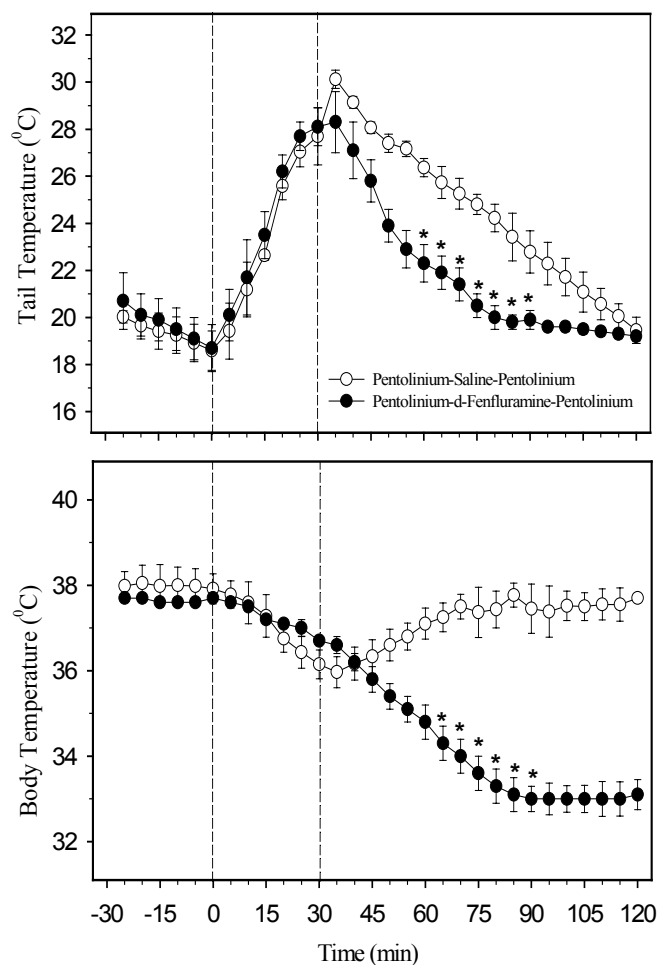 32
30
28
26
24
22
20
18
16
Tail Temperature (⁰C)
* * * * * * *
Pentolinium-Saline-Pentolinium
Pentolinium-d-Fenfluramine-Pentolinium
40
38
36
34
32
Body Temperature (⁰C)
* * * * * *
-30 -15 0 15 30 45 60 75 90 105 120
Time (min)